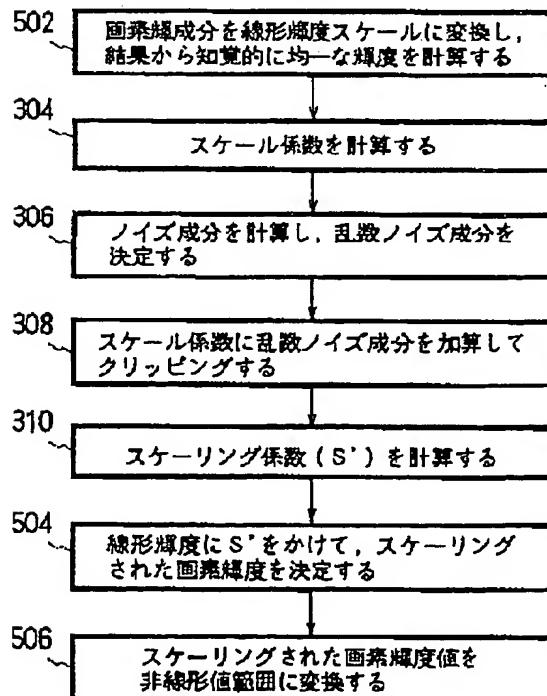 502
画素輝成分を線形輝度スケールに変換し,
結果から知覚的に均一な輝度を計算する
304
スケール係数を計算する
306
ノイズ成分を計算し,乱数ノイズ成分を
決定する
308
スケール係数に乱数ノイズ成分を加算して
クリッピングする
310
スケーリング係数(S')を計算する
504
線形輝度にS'をかけて,スケーリング
された画素輝度を決定する
506
スケーリングされた画素輝度値を
非線形値範囲に変換する